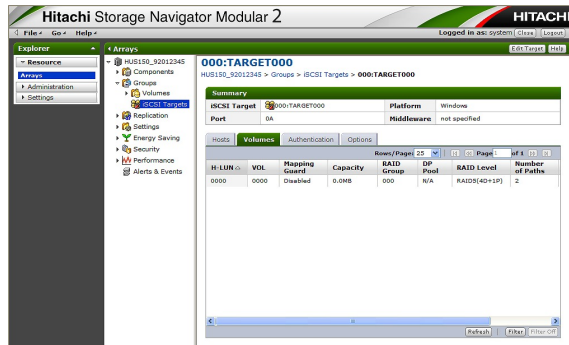 Hitachi Storage Navigator Modular 2
HITACHI
File Go Help
Logged in as: system Close Logout
Explorer
Arrays
Edit Target Help
Resource
Arrays
Administration
Settings
HUS150_92012345
Components
Groups
Volumes
iSCSI Targets
Replication
Settings
Energy Saving
Security
Performance
Alerts & Events
000:TARGET000
HUS150_92012345 > Groups > iSCSI Targets > 000:TARGET000
Summary
iSCSI Target 000:TARGET000 Platform Windows
Port 0A Middleware not specified
Hosts Volumes Authentication Options
Rows/Page: 25 Page 1 of 1
H-LUN VOL Mapping Guard Capacity RAID Group DP Pool RAID Level Number of Paths
0000 0000 Disabled 0.0MB 000 N/A RAID5(4D+1P) 2
Refresh Filter Filter Off